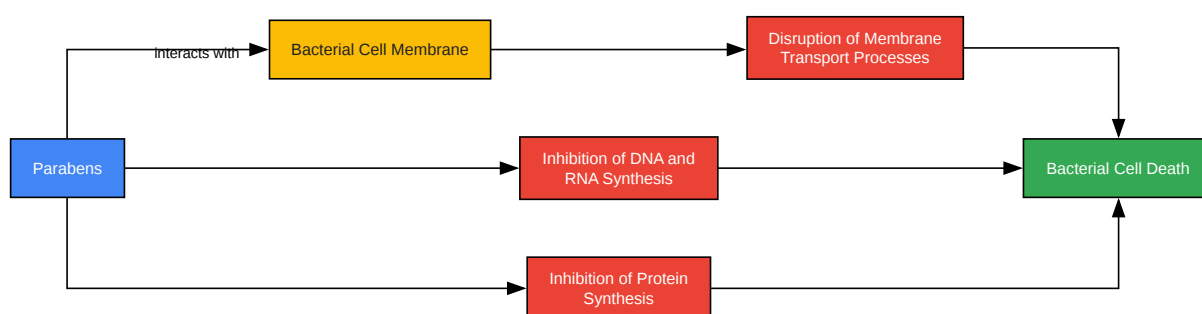 Interacts with
Bacterial Cell Membrane
Disruption of Membrane
Transport Processes
Parabens
Inhibition of DNA and
RNA Synthesis
Bacterial Cell Death
Inhibition of Protein
Synthesis